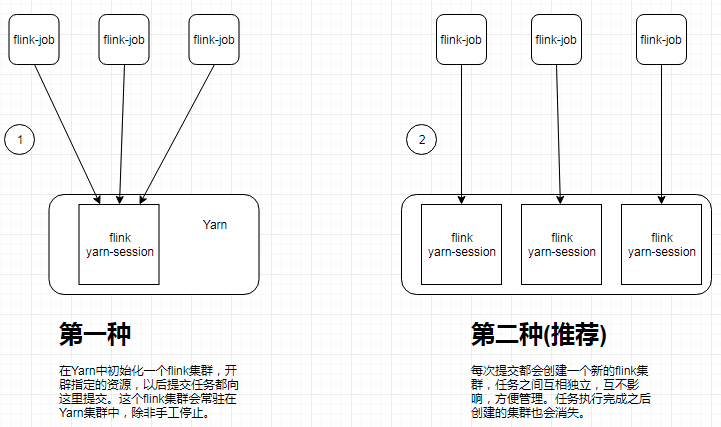 flink-job
flink-job
flink-job
1
Yarn
flink
yarn-session
第一种
在Yarn中初始化一个flink集群，开
辟指定的资源，以后提交任务都向
这里提交。这个flink集群会常驻在
Yarn集群中，除非手工停止。
flink-job
flink-job
flink-job
2
flink
yarn-session
flink
yarn-session
flink
yarn-session
第二种(推荐)
每次提交都会创建一个新的flink集
群，任务之间互相独立，互不影
响，方便管理。任务执行完成之后
创建的集群也会消失。